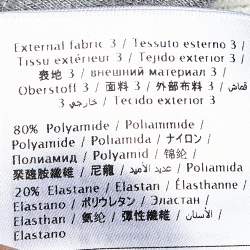 External fabric 3 / Tessuto esterno 3 /
Tissu extérieur 3 / Tejido exterior 3 /
表地 3 / внешний материал 3 /
Oberstoff 3 / 面料 3 / 外部布料 3 /
3 خارجي / Tecido exterior 3
80% Polyamide / Poliammide /
Polyamide / Poliamida / ナイロン /
Полиамид / Polyamid / 锦纶 /
聚醯胺纖維 / 尼龍 / عديد الأميد / Poliamida
20% Elastane / Elastan / Élasthanne /
Elastano / ポリウレタン / Эластан /
Elasthan / 氨纶 / 彈性纖維 / الأستان /
Elastano